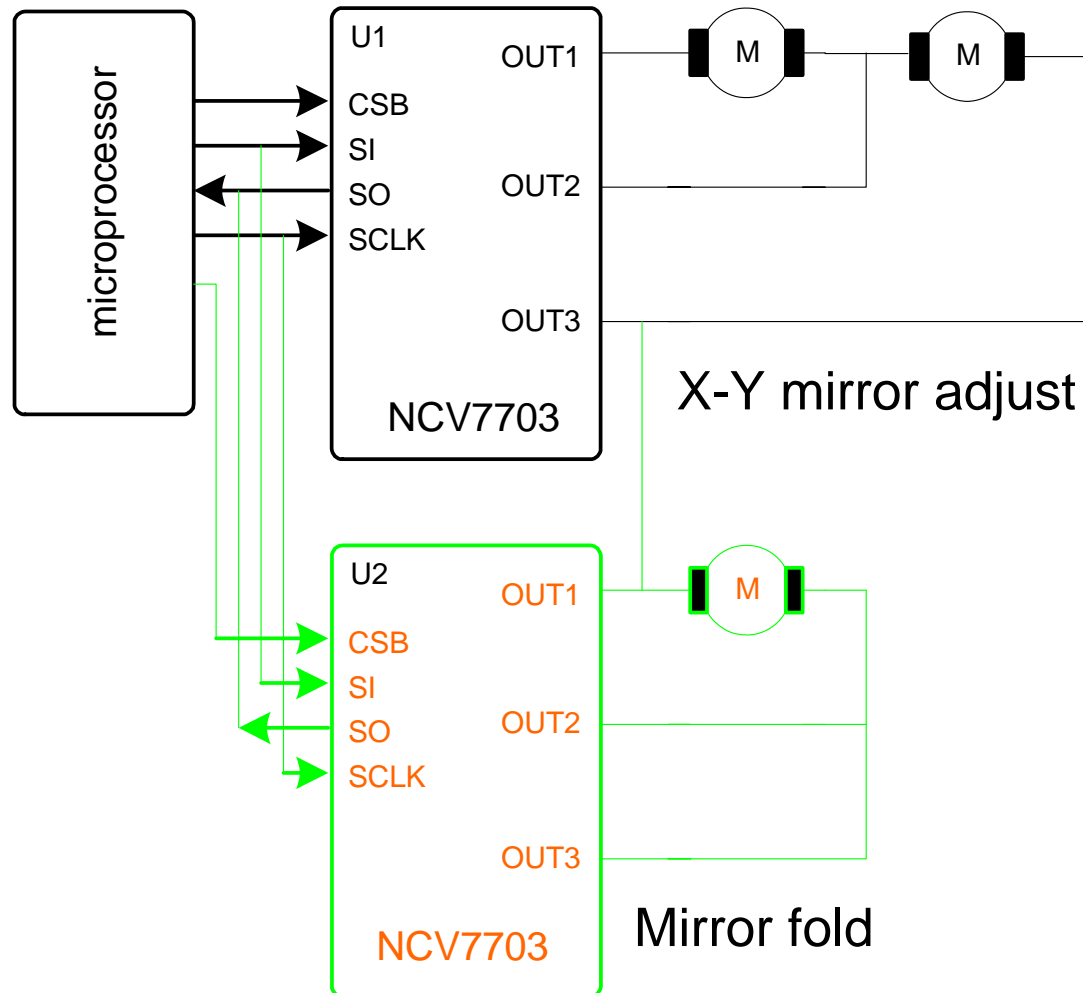 microprocessor
U1
CSB
SI
SO
SCLK
OUT1
OUT2
OUT3
NCV7703
M
M
X-Y mirror adjust
U2
CSB
SI
SO
SCLK
OUT1
OUT2
OUT3
NCV7703
M
Mirror fold